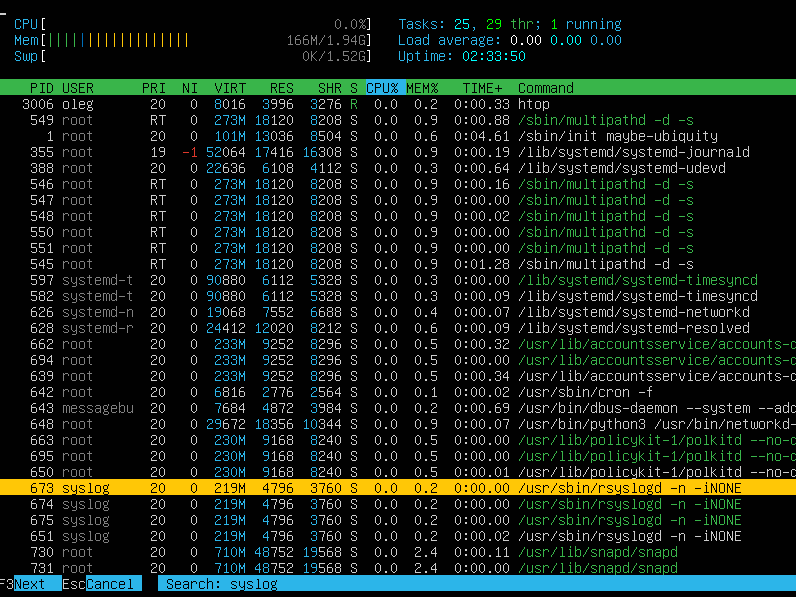 CPU[ 0.0%] Tasks: 25, 29 thr; 1 running
Mem[|||||||||||||||||| 166M/1.94G] Load average: 0.00 0.00 0.00
Swp[ 0K/1.52G] Uptime: 02:33:50
PID USER PRI NI VIRT RES SHR S CPU% MEM% TIME+ Command
3006 oleg 20 0 8016 3996 3276 R 0.0 0.2 0:00.33 htop
549 root RT 0 273M 18120 8208 S 0.0 0.9 0:00.88 /sbin/multipathd -d -s
1 root 20 0 101M 13036 8504 S 0.0 0.6 0:04.61 /sbin/init maybe-ubiquity
355 root 19 -1 52064 17416 16308 S 0.0 0.9 0:00.19 /lib/systemd/systemd-journald
388 root 20 0 22636 6108 4112 S 0.0 0.3 0:00.64 /lib/systemd/systemd-udevd
546 root RT 0 273M 18120 8208 S 0.0 0.9 0:00.16 /sbin/multipathd -d -s
547 root RT 0 273M 18120 8208 S 0.0 0.9 0:00.00 /sbin/multipathd -d -s
548 root RT 0 273M 18120 8208 S 0.0 0.9 0:00.02 /sbin/multipathd -d -s
550 root RT 0 273M 18120 8208 S 0.0 0.9 0:00.00 /sbin/multipathd -d -s
551 root RT 0 273M 18120 8208 S 0.0 0.9 0:00.00 /sbin/multipathd -d -s
545 root RT 0 273M 18120 8208 S 0.0 0.9 0:01.28 /sbin/multipathd -d -s
597 systemd-t 20 0 90880 6112 5328 S 0.0 0.3 0:00.00 /lib/systemd/systemd-timesyncd
582 systemd-t 20 0 90880 6112 5328 S 0.0 0.3 0:00.09 /lib/systemd/systemd-timesyncd
626 systemd-n 20 0 19068 7552 6688 S 0.0 0.4 0:00.07 /lib/systemd/systemd-networkd
628 systemd-r 20 0 24412 12020 8212 S 0.0 0.6 0:00.09 /lib/systemd/systemd-resolved
662 root 20 0 233M 9252 8296 S 0.0 0.5 0:00.32 /usr/lib/accountsservice/accounts-d
694 root 20 0 233M 9252 8296 S 0.0 0.5 0:00.00 /usr/lib/accountsservice/accounts-d
639 root 20 0 233M 9252 8296 S 0.0 0.5 0:00.34 /usr/lib/accountsservice/accounts-d
642 root 20 0 6816 2776 2564 S 0.0 0.1 0:00.02 /usr/sbin/cron -f
643 messagebu 20 0 7684 4872 3984 S 0.0 0.2 0:00.69 /usr/bin/dbus-daemon --system --add
648 root 20 0 29672 18356 10344 S 0.0 0.9 0:00.07 /usr/bin/python3 /usr/bin/networkd-
663 root 20 0 230M 9168 8240 S 0.0 0.5 0:00.00 /usr/lib/policykit-1/polkitd --no-d
695 root 20 0 230M 9168 8240 S 0.0 0.5 0:00.00 /usr/lib/policykit-1/polkitd --no-d
650 root 20 0 230M 9168 8240 S 0.0 0.5 0:00.01 /usr/lib/policykit-1/polkitd --no-d
673 syslog 20 0 219M 4796 3760 S 0.0 0.2 0:00.00 /usr/sbin/rsyslogd -n -iNONE
674 syslog 20 0 219M 4796 3760 S 0.0 0.2 0:00.00 /usr/sbin/rsyslogd -n -iNONE
675 syslog 20 0 219M 4796 3760 S 0.0 0.2 0:00.00 /usr/sbin/rsyslogd -n -iNONE
651 syslog 20 0 219M 4796 3760 S 0.0 0.2 0:00.02 /usr/sbin/rsyslogd -n -iNONE
730 root 20 0 710M 48752 19568 S 0.0 2.4 0:00.11 /usr/lib/snapd/snapd
731 root 20 0 710M 48752 19568 S 0.0 2.4 0:00.00 /usr/lib/snapd/snapd
F3Next EscCancel Search: syslog